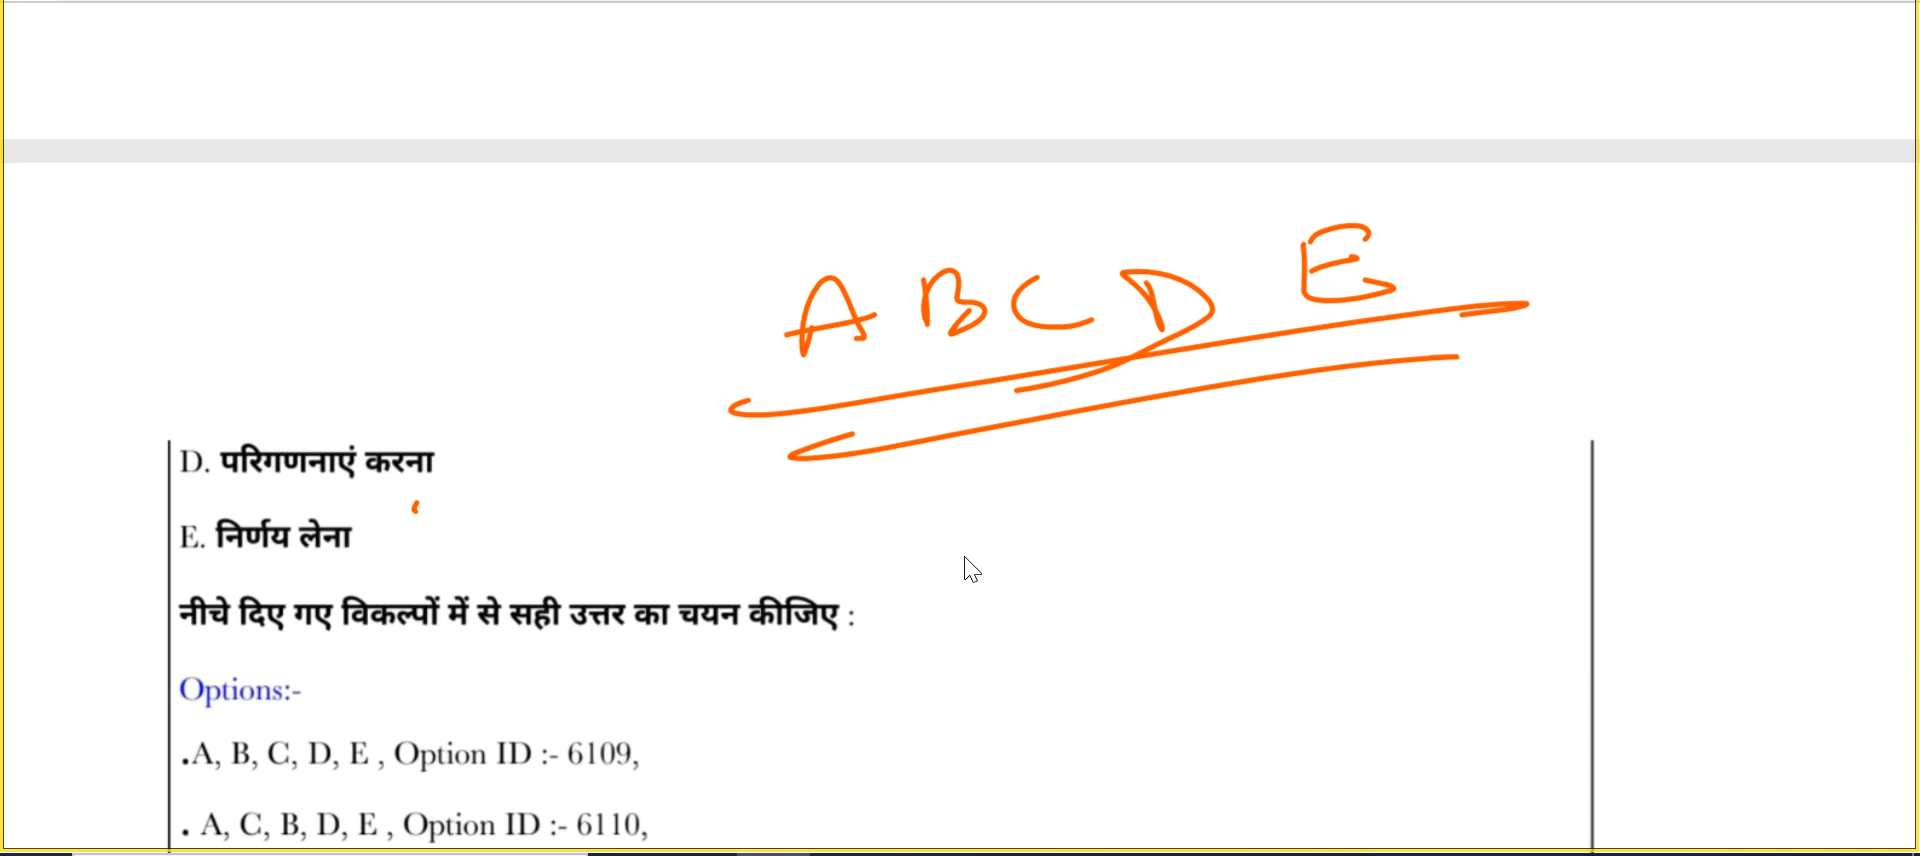 A B C D E
D. परिगणनाएं करना
E. निर्णय लेना
नीचे दिए गए विकल्पों में से सही उत्तर का चयन कीजिए :
Options:-
.A, B, C, D, E , Option ID :- 6109,
. A, C, B, D, E , Option ID :- 6110,